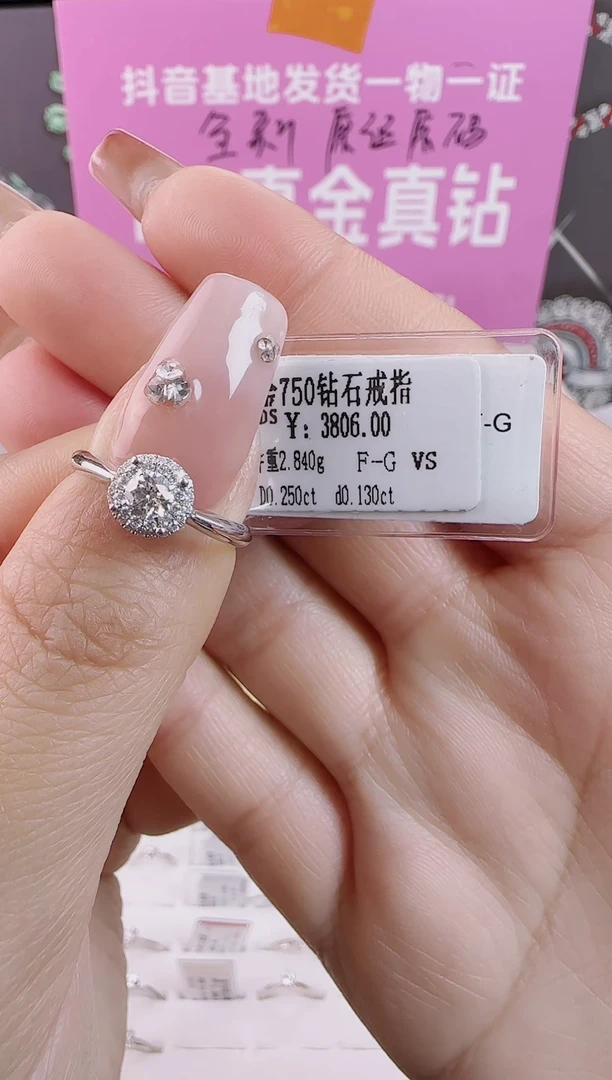 抖音基地发货一物一证
全新 原证原码
真金真钻
750钻石戒指
DS ¥: 3806.00
重2.840g F-G VS
D0.250ct d0.130ct
-G